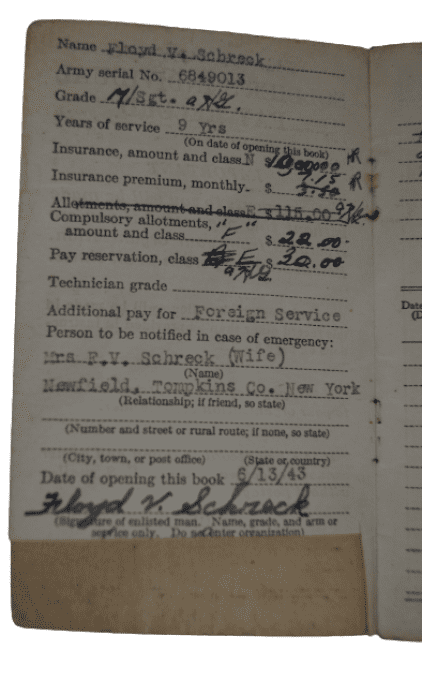 Name Floyd V. Schreck
Army serial No. 6849013
Grade M/Sgt.
Years of service 9 Yrs
(On date of opening this book)
Insurance, amount and class N
Insurance premium, monthly $
Allotments, amount and class E $115.00
Compulsory allotments, " "
amount and class "F" $ 22.00
Pay reservation, class E $ 30.00
Technician grade
Additional pay for Foreign Service
Person to be notified in case of emergency:
Mrs F.V. Schreck (Wife)
(Name)
Newfield, Tompkins Co. New York
(Relationship; if friend, so state)
(Number and street or rural route; if none, so state)
(City, town, or post office) (State or country)
Date of opening this book 6/13/43
Floyd V. Schreck
(Signature of enlisted man. Name, grade, and arm or
service only. Do not enter organization)